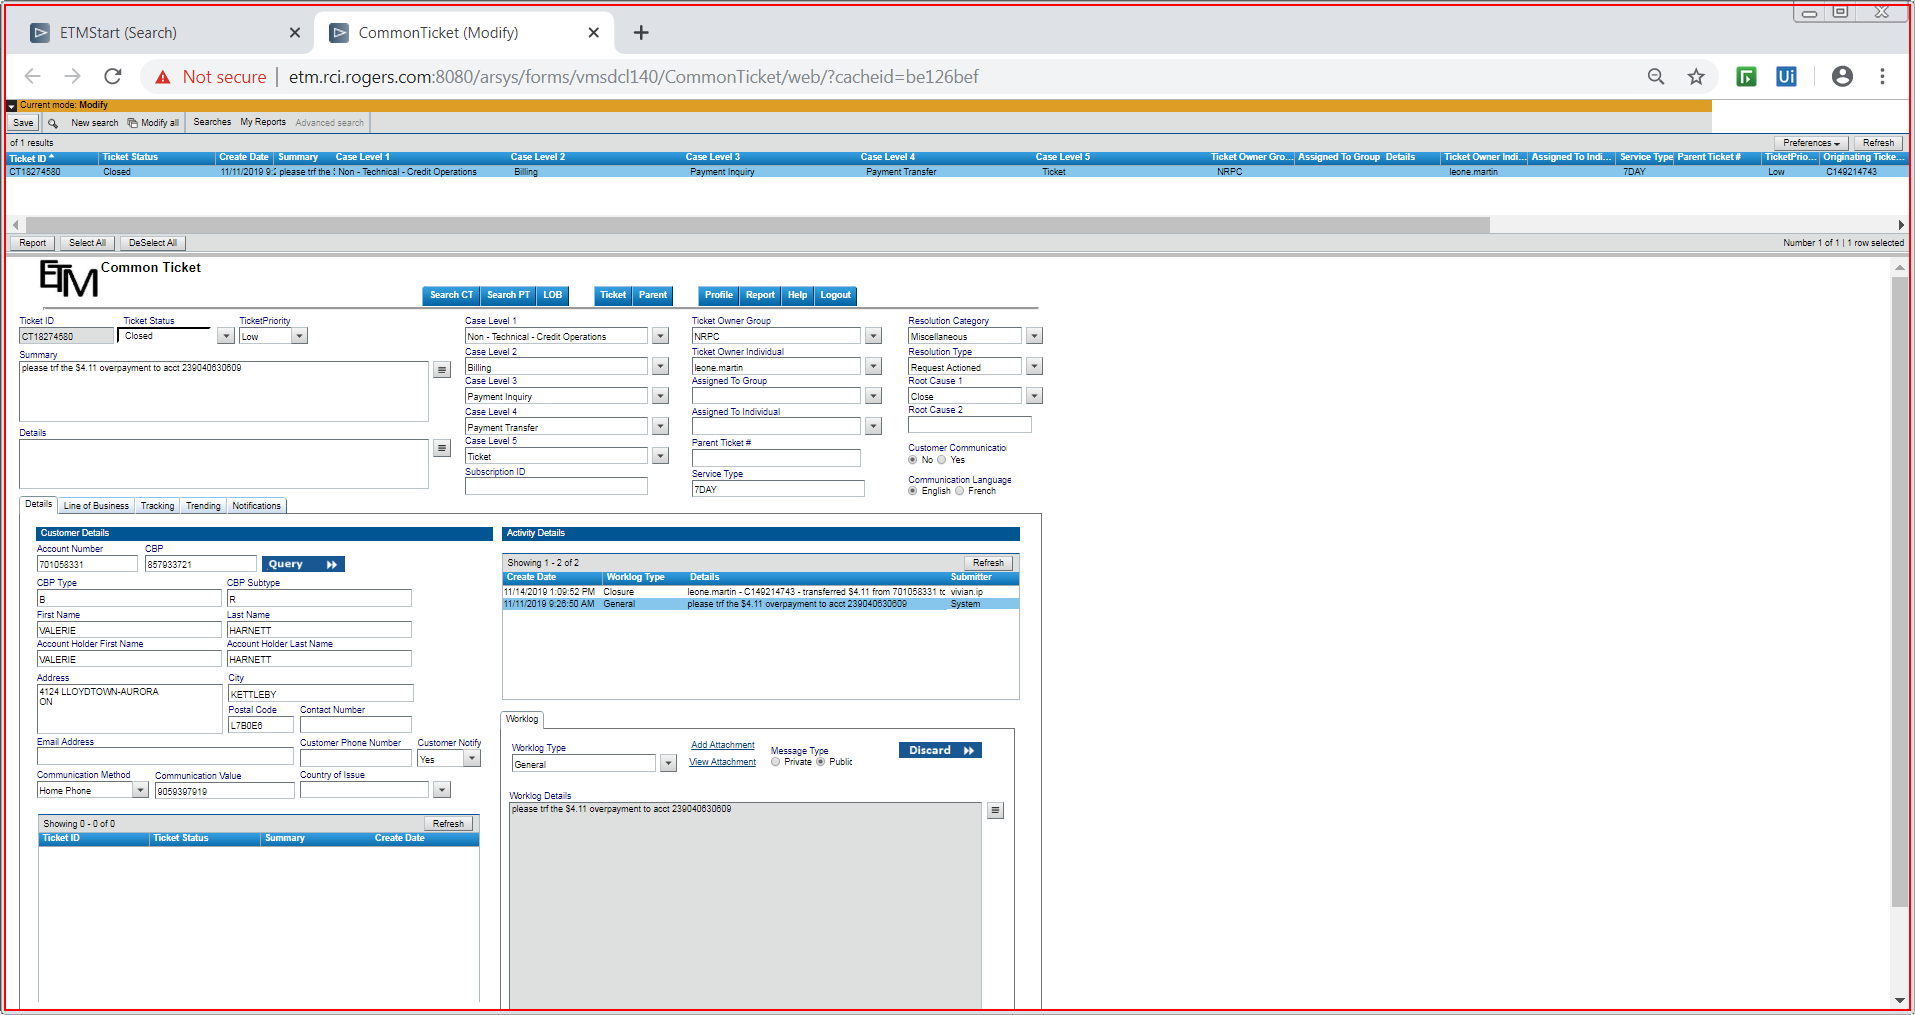 ETMStart (Search)
CommonTicket (Modify)
Not secure
etm.rci.rogers.com:8080/arsys/forms/vmsdcl140/CommonTicket/web/?cacheid=be126bef
Current mode: Modify
Save New search Modify all Searches My Reports Advanced search
of 1 results Preferences Refresh
Ticket ID Ticket Status Create Date Summary Case Level 1 Case Level 2 Case Level 3 Case Level 4 Case Level 5 Ticket Owner Gro... Assigned To Group Details Ticket Owner Indi... Assigned To Indi... Service Type Parent Ticket # TicketPrio... Originating Ticke...
CT18274580 Closed 11/11/2019 9:2 please trf the Non - Technical - Credit Operations Billing Payment Inquiry Payment Transfer Ticket NRPC leone.martin 7DAY Low C149214743
Report Select All DeSelect All Number 1 of 1 | 1 row selected
ETM Common Ticket
Search CT Search PT LOB Ticket Parent Profile Report Help Logout
Ticket ID Ticket Status TicketPriority Case Level 1 Ticket Owner Group Resolution Category
CT18274580 Closed Low Non - Technical - Credit Operations NRPC Miscellaneous
Summary Case Level 2 Ticket Owner Individual Resolution Type
please trf the $4.11 overpayment to acct 239040630609 Billing leone.martin Request Actioned
Case Level 3 Assigned To Group Root Cause 1
Payment Inquiry Close
Case Level 4 Assigned To Individual Root Cause 2
Payment Transfer
Details Case Level 5 Parent Ticket # Customer Communicatio
Ticket No Yes
Subscription ID Service Type Communication Language
7DAY English French
Details Line of Business Tracking Trending Notifications
Customer Details
Account Number CBP
701058331 857933721 Query
CBP Type CBP Subtype
B R
First Name Last Name
VALERIE HARNETT
Account Holder First Name Account Holder Last Name
VALERIE HARNETT
Address City
4124 LLOYDTOWN-AURORA KETTLEBY
ON
Postal Code Contact Number
L7B0E6
Email Address Customer Phone Number Customer Notify
Yes
Communication Method Communication Value Country of Issue
Home Phone 9059397919
Showing 0 - 0 of 0 Refresh
Ticket ID Ticket Status Summary Create Date
Activity Details
Showing 1 - 2 of 2 Refresh
Create Date Worklog Type Details Submitter
11/14/2019 1:09:52 PM Closure leone.martin - C149214743 - transferred $4.11 from 701058331 to vivian.ip
11/11/2019 9:26:50 AM General please trf the $4.11 overpayment to acct 239040630609 System
Worklog
Worklog Type Add Attachment Message Type Discard
General View Attachment Private Public
Worklog Details
please trf the $4.11 overpayment to acct 239040630609